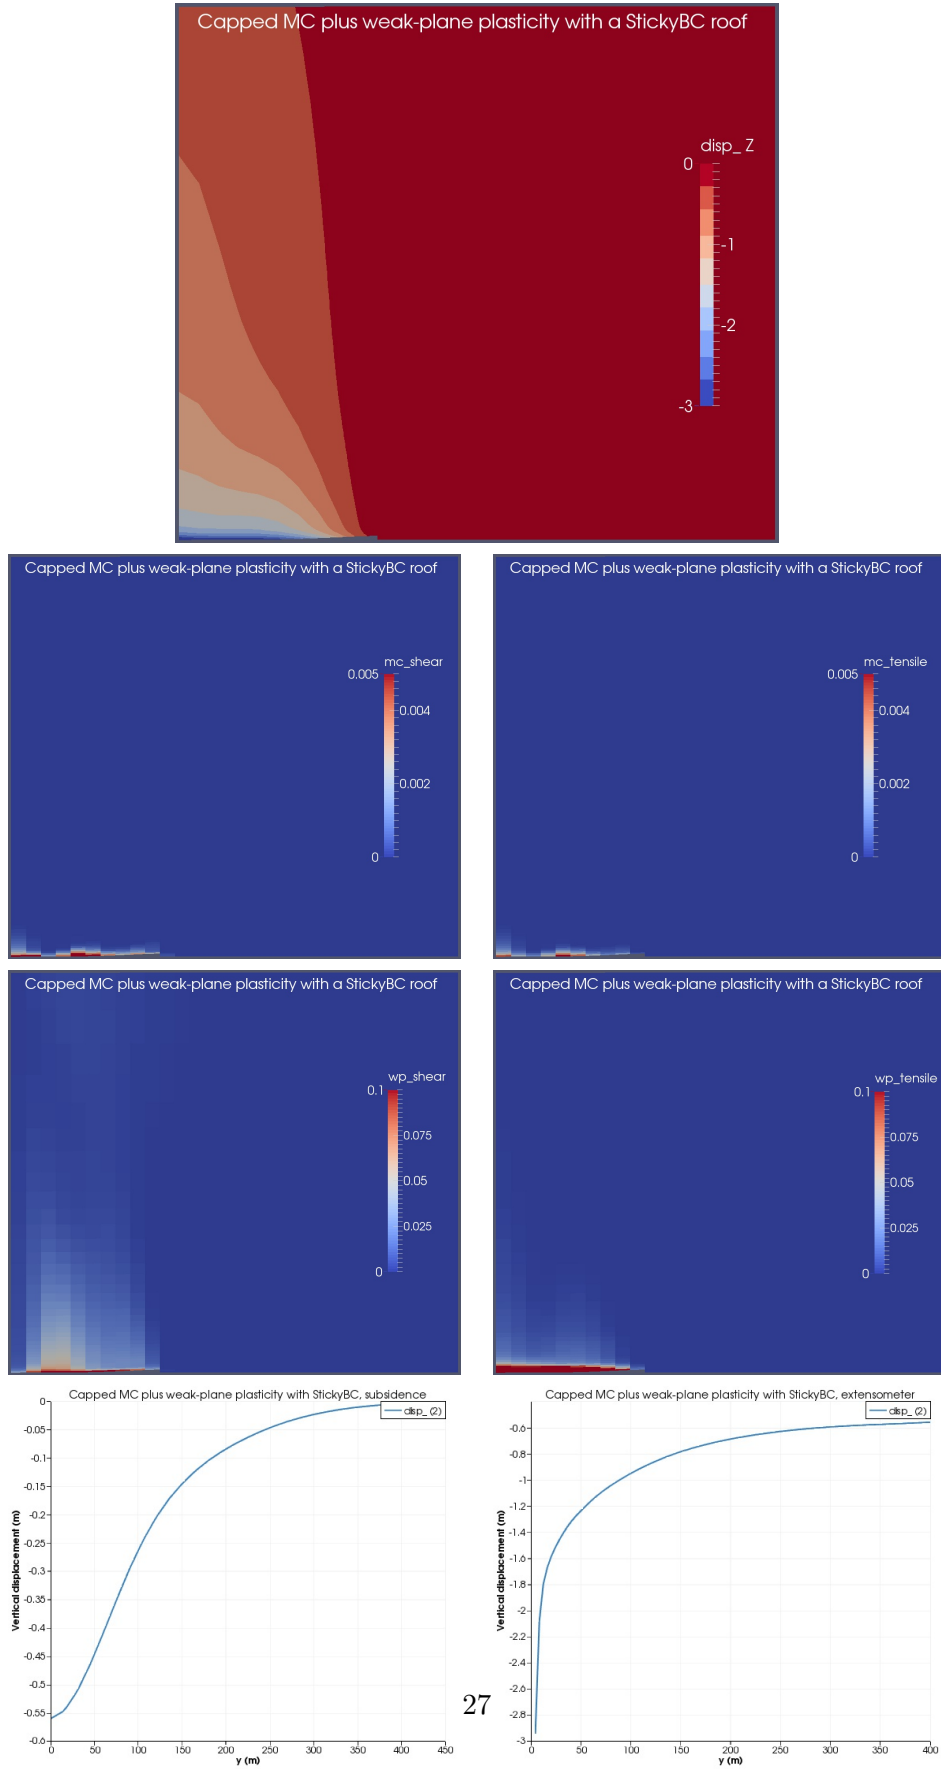 Capped MC plus weak-plane plasticity with a StickyBC roof
disp_ Z
0
-1
-2
-3
Capped MC plus weak-plane plasticity with a StickyBC roof
mc_shear
0.005
0.004
0.002
0
Capped MC plus weak-plane plasticity with a StickyBC roof
mc_tensile
0.005
0.004
0.002
0
Capped MC plus weak-plane plasticity with a StickyBC roof
wp_shear
0.1
0.075
0.05
0.025
0
Capped MC plus weak-plane plasticity with a StickyBC roof
wp_tensile
0.1
0.075
0.05
0.025
0
Capped MC plus weak-plane plasticity with StickyBC, subsidence
disp_ (2)
Vertical displacement (m)
0
-0.05
-0.1
-0.15
-0.2
-0.25
-0.3
-0.35
-0.4
-0.45
-0.5
-0.55
-0.6
0 50 100 150 200 250 300 350 400 450
y (m)
Capped MC plus weak-plane plasticity with StickyBC, extensometer
disp_ (2)
Vertical displacement (m)
-0.6
-0.8
-1
-1.2
-1.4
-1.6
-1.8
-2
-2.2
-2.4
-2.6
-2.8
-3
0 50 100 150 200 250 300 350 400
y (m)
27